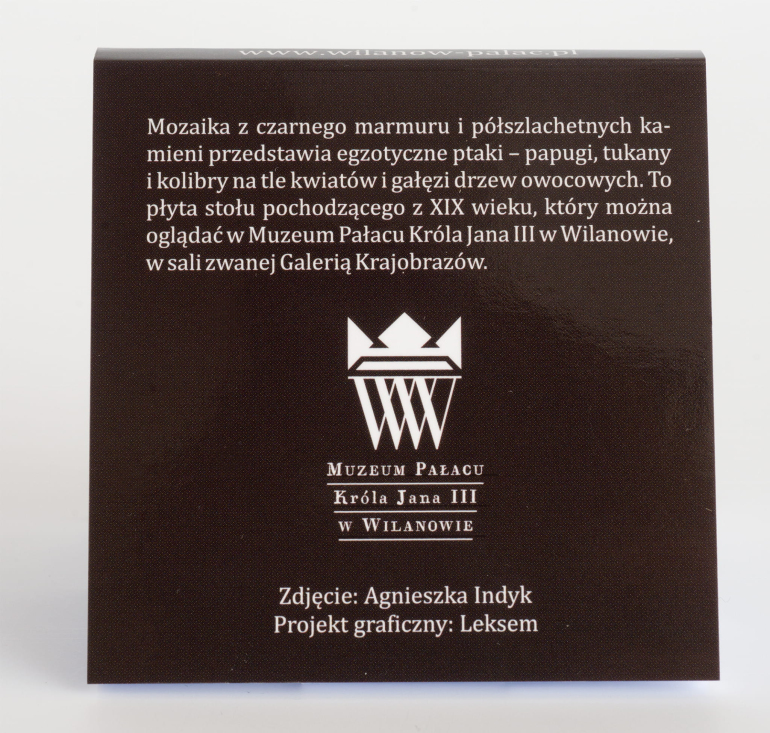 www.wilanow-palac.pl
Mozaika z czarnego marmuru i półszlachetnych ka-
mieni przedstawia egzotyczne ptaki – papugi, tukany
i kolibry na tle kwiatów i gałęzi drzew owocowych. To
płyta stołu pochodzącego z XIX wieku, który można
oglądać w Muzeum Pałacu Króla Jana III w Wilanowie,
w sali zwanej Galerią Krajobrazów.
Muzeum Pałacu
Króla Jana III
w Wilanowie
Zdjęcie: Agnieszka Indyk
Projekt graficzny: Leksem